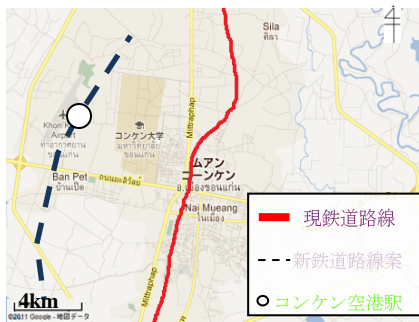 Sila
ศิลา
Mittraphap
Khon K
Airport
ท่าอากาศยาน
ขอนแก่น
コンケン大学
มหาวิทยาลัย
ขอนแก่น
ムアン
コーンケン
อ.เมืองขอนแก่น
Ban Pet
บ้านเป็ด
ถนนมะลิวัลย์
Nai Mueang
ในเมือง
Mittraphap
現鉄道路線
新鉄道路線案
コンケン空港駅
4km
©2011 Google - 地図データ